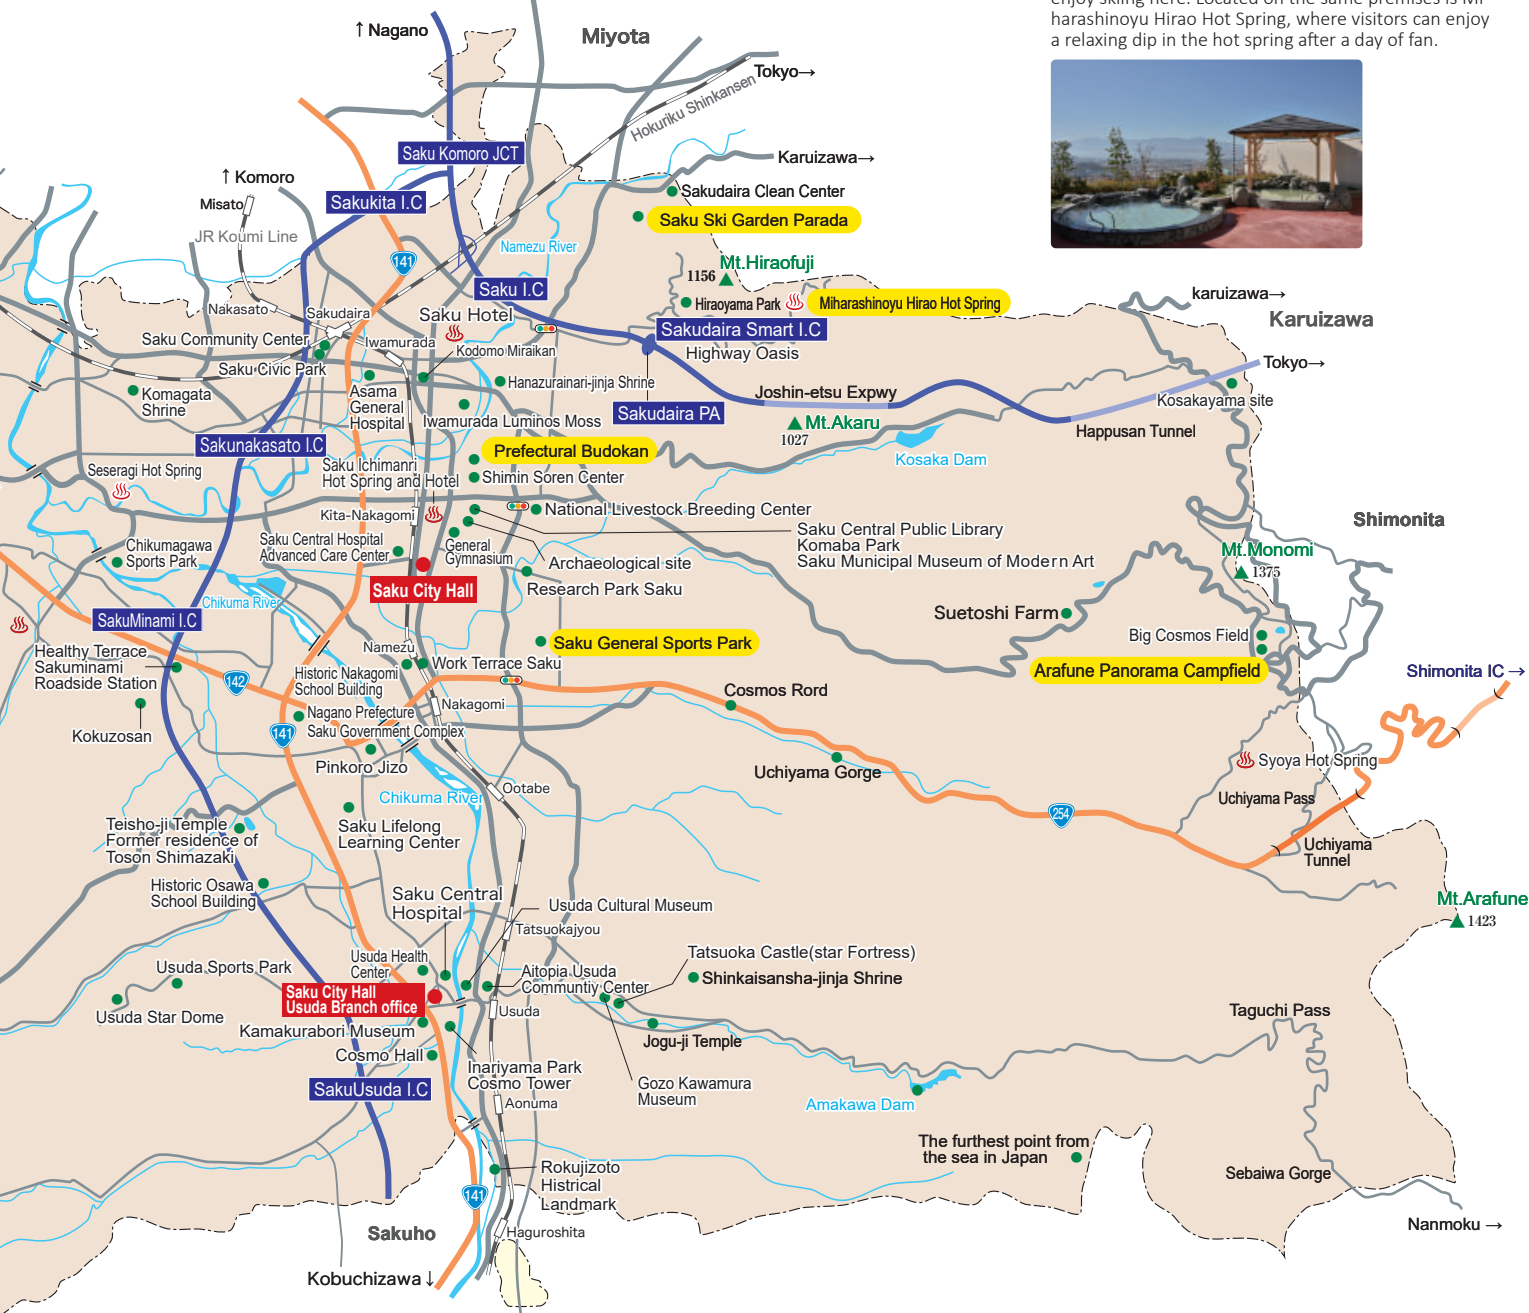 enjoy skiing here. Located on the same premises is Mi-
harashinoyu Hirao Hot Spring, where visitors can enjoy
a relaxing dip in the hot spring after a day of fan.
↑ Nagano
Miyota
Tokyo→
Hokuriku Shinkansen
Saku Komoro JCT
Karuizawa→
↑ Komoro
Misato
Sakukita I.C
Sakudaira Clean Center
Saku Ski Garden Parada
JR Koumi Line
Namezu River
141
Mt.Hiraofuji
1156
Saku I.C
Hiraoyama Park
Miharashinoyu Hirao Hot Spring
karuizawa→
Karuizawa
Nakasato
Sakudaira
Saku Hotel
Sakudaira Smart I.C
Highway Oasis
Saku Community Center
Iwamurada
Kodomo Miraikan
Saku Civic Park
Tokyo→
Komagata
Shrine
Asama
General
Hospital
Hanazurainari-jinja Shrine
Joshin-etsu Expwy
Kosakayama site
Iwamurada Luminos Moss
Sakudaira PA
Mt.Akaru
1027
Happusan Tunnel
Sakunakasato I.C
Prefectural Budokan
Kosaka Dam
Seseragi Hot Spring
Saku Ichimanri
Hot Spring and Hotel
Shimin Soren Center
Kita-Nakagomi
National Livestock Breeding Center
Shimonita
Saku Central Public Library
Komaba Park
Saku Municipal Museum of Modern Art
Chikumagawa
Sports Park
Saku Central Hospital
Advanced Care Center
General
Gymnasium
Archaeological site
Mt.Monomi
1375
Saku City Hall
Research Park Saku
Chikuma River
SakuMinami I.C
Suetoshi Farm
Big Cosmos Field
Healthy Terrace
Sakuminami
Roadside Station
Namezu
Saku General Sports Park
Work Terrace Saku
Arafune Panorama Campfield
Shimonita IC →
142
Historic Nakagomi
School Building
Nakagomi
Cosmos Rord
Nagano Prefecture
Saku Government Complex
141
Kokuzosan
Pinkoro Jizo
Syoya Hot Spring
Uchiyama Gorge
Chikuma River
Ootabe
Uchiyama Pass
254
Teisho-ji Temple
Former residence of
Toson Shimazaki
Saku Lifelong
Learning Center
Uchiyama
Tunnel
Historic Osawa
School Building
Saku Central
Hospital
Usuda Cultural Museum
Mt.Arafune
1423
Tatsuokajyou
Tatsuoka Castle(star Fortress)
Usuda Health
Center
Usuda Sports Park
Aitopia Usuda
Communtiy Center
Shinkaisansha-jinja Shrine
Saku City Hall
Usuda Branch office
Usuda Star Dome
Usuda
Taguchi Pass
Kamakurabori Museum
Jogu-ji Temple
Cosmo Hall
Inariyama Park
Cosmo Tower
Gozo Kawamura
Museum
SakuUsuda I.C
Aonuma
Amakawa Dam
The furthest point from
the sea in Japan
Rokujizoto
Histrical
Landmark
Sebaiwa Gorge
141
Sakuho
Haguroshita
Nanmoku →
Kobuchizawa ↓